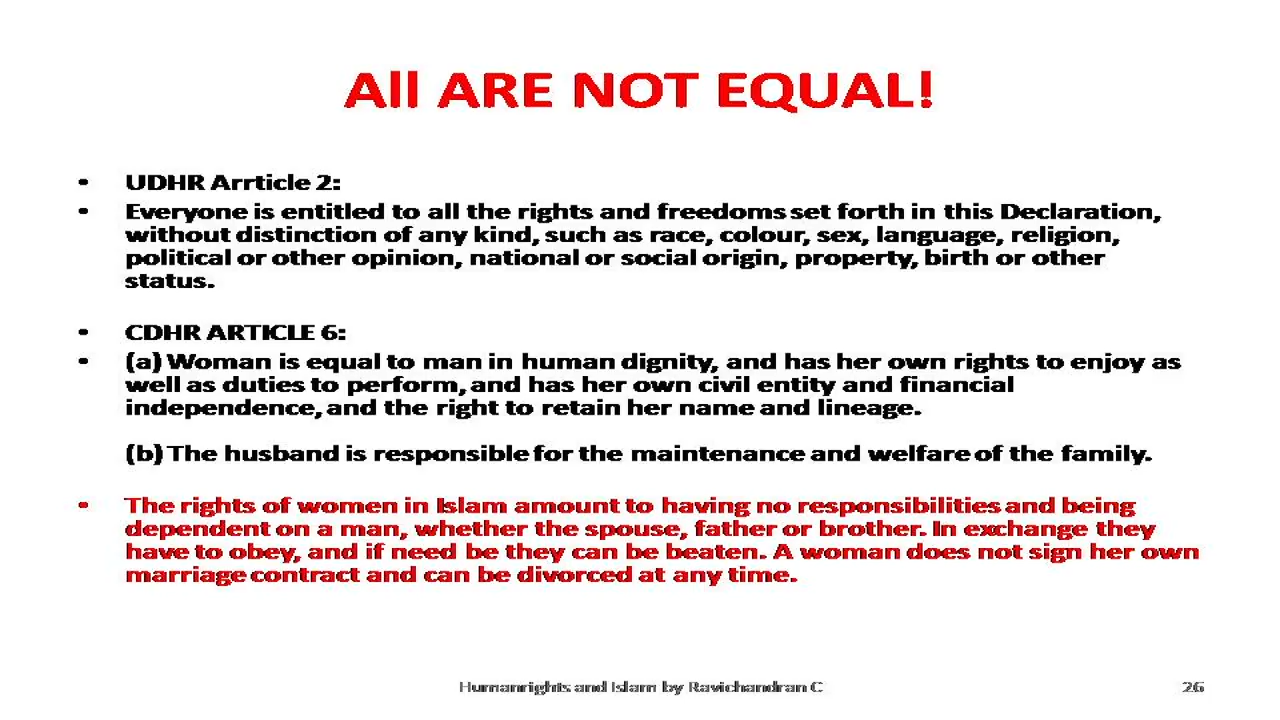 All ARE NOT EQUAL!
• UDHR Arrticle 2:
• Everyone is entitled to all the rights and freedoms set forth in this Declaration,
without distinction of any kind, such as race, colour, sex, language, religion,
political or other opinion, national or social origin, property, birth or other
status.
• CDHR ARTICLE 6:
• (a) Woman is equal to man in human dignity, and has her own rights to enjoy as
well as duties to perform, and has her own civil entity and financial
independence, and the right to retain her name and lineage.
(b) The husband is responsible for the maintenance and welfare of the family.
• The rights of women in Islam amount to having no responsibilities and being
dependent on a man, whether the spouse, father or brother. In exchange they
have to obey, and if need be they can be beaten. A woman does not sign her own
marriage contract and can be divorced at any time.
Humanrights and Islam by Ravichandran C
26